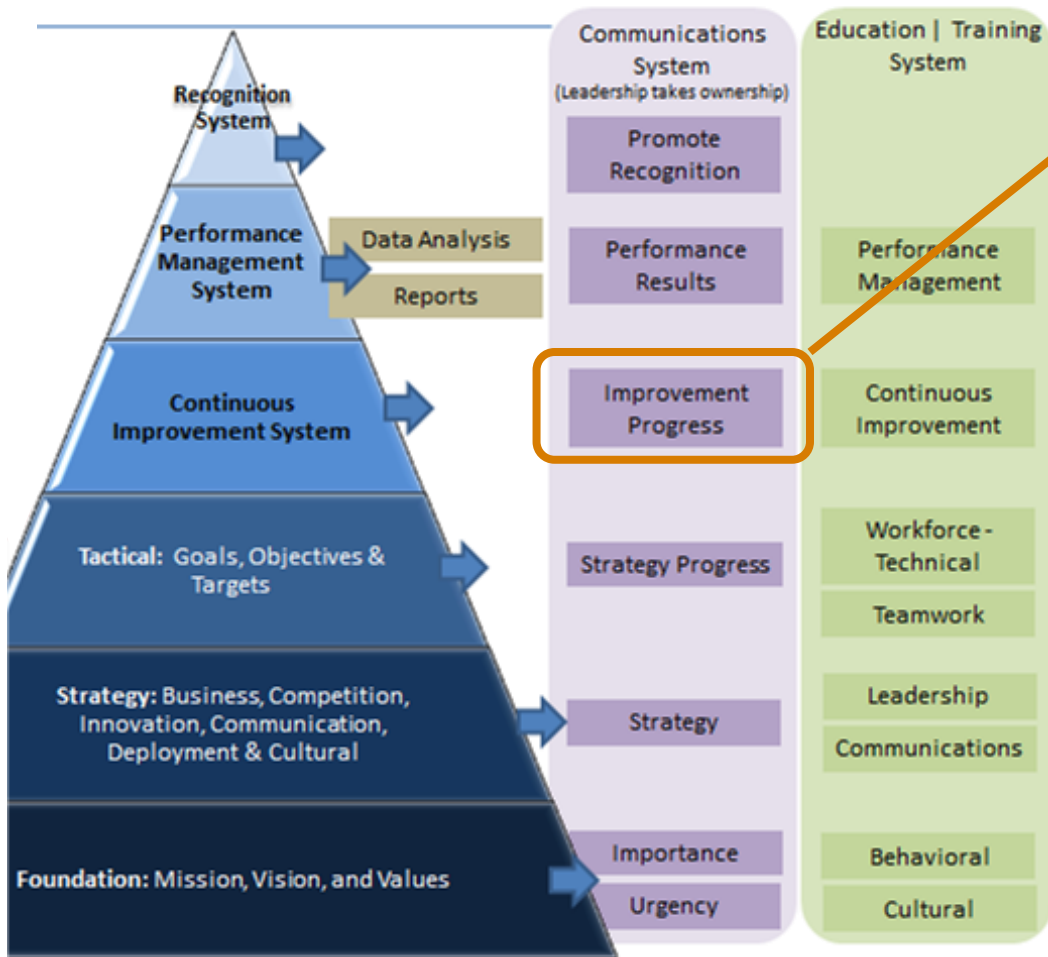 Recognition
System
Performance
Management
System
Data Analysis
Reports
Continuous
Improvement System
Tactical: Goals, Objectives &
Targets
Strategy: Business, Competition,
Innovation, Communication,
Deployment & Cultural
Foundation: Mission, Vision, and Values
Communications
System
(Leadership takes ownership)
Promote
Recognition
Performance
Results
Improvement
Progress
Strategy Progress
Strategy
Importance
Urgency
Education | Training
System
Performance
Management
Continuous
Improvement
Workforce -
Technical
Teamwork
Leadership
Communications
Behavioral
Cultural